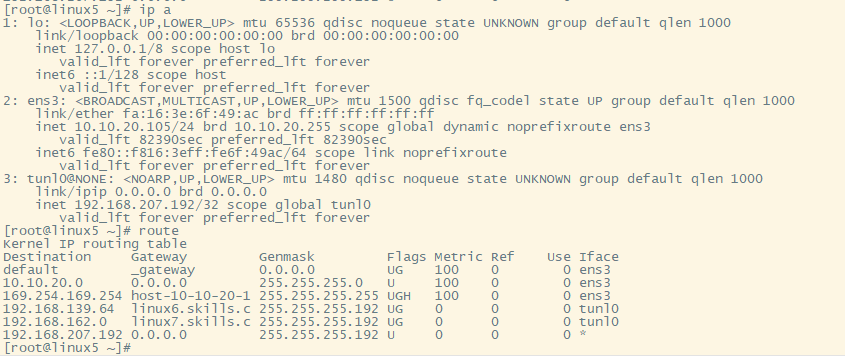 [root@linux5 ~]# ip a
1: lo: <LOOPBACK,UP,LOWER_UP> mtu 65536 qdisc noqueue state UNKNOWN group default qlen 1000
    link/loopback 00:00:00:00:00:00 brd 00:00:00:00:00:00
    inet 127.0.0.1/8 scope host lo
       valid_lft forever preferred_lft forever
    inet6 ::1/128 scope host
       valid_lft forever preferred_lft forever
2: ens3: <BROADCAST,MULTICAST,UP,LOWER_UP> mtu 1500 qdisc fq_codel state UP group default qlen 1000
    link/ether fa:16:3e:6f:49:ac brd ff:ff:ff:ff:ff:ff
    inet 10.10.20.105/24 brd 10.10.20.255 scope global dynamic noprefixroute ens3
       valid_lft 82390sec preferred_lft 82390sec
    inet6 fe80::f816:3eff:fe6f:49ac/64 scope link noprefixroute
       valid_lft forever preferred_lft forever
3: tunl0@NONE: <NOARP,UP,LOWER_UP> mtu 1480 qdisc noqueue state UNKNOWN group default qlen 1000
    link/ipip 0.0.0.0 brd 0.0.0.0
    inet 192.168.207.192/32 scope global tunl0
       valid_lft forever preferred_lft forever
[root@linux5 ~]# route
Kernel IP routing table
Destination     Gateway         Genmask         Flags Metric Ref    Use Iface
default         _gateway        0.0.0.0         UG    100    0        0 ens3
10.10.20.0      0.0.0.0         255.255.255.0   U     100    0        0 ens3
169.254.169.254 host-10-10-20-1 255.255.255.255 UGH   100    0        0 ens3
192.168.139.64  linux6.skills.c 255.255.255.192 UG    0      0        0 tunl0
192.168.162.0   linux7.skills.c 255.255.255.192 UG    0      0        0 tunl0
192.168.207.192 0.0.0.0         255.255.255.192 U     0      0        0 *
[root@linux5 ~]#